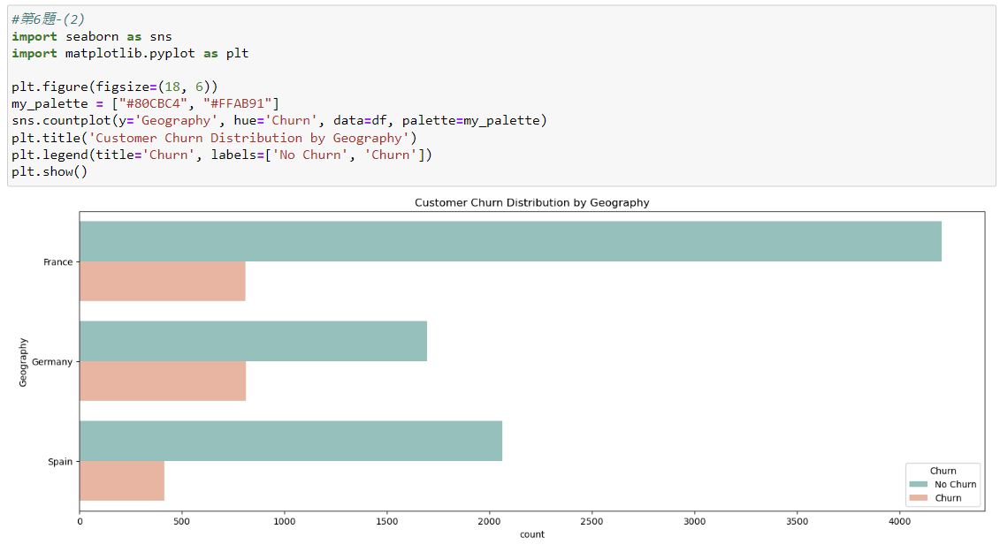 #第6題-(2)
import seaborn as sns
import matplotlib.pyplot as plt
plt.figure(figsize=(18, 6))
my_palette = ["#80CBC4", "#FFAB91"]
sns.countplot(y='Geography', hue='Churn', data=df, palette=my_palette)
plt.title('Customer Churn Distribution by Geography')
plt.legend(title='Churn', labels=['No Churn', 'Churn'])
plt.show()
Customer Churn Distribution by Geography
Geography
France
Germany
Spain
Churn
No Churn
Churn
0 500 1000 1500 2000 2500 3000 3500 4000
count